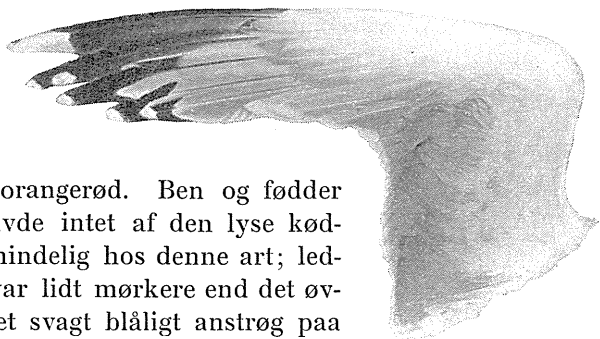 orangerød. Ben og fødder
vde intet af den lyse kød-
nindelig hos denne art; led-
var lidt mørkere end det øv-
et svagt blåligt anstrøg paa